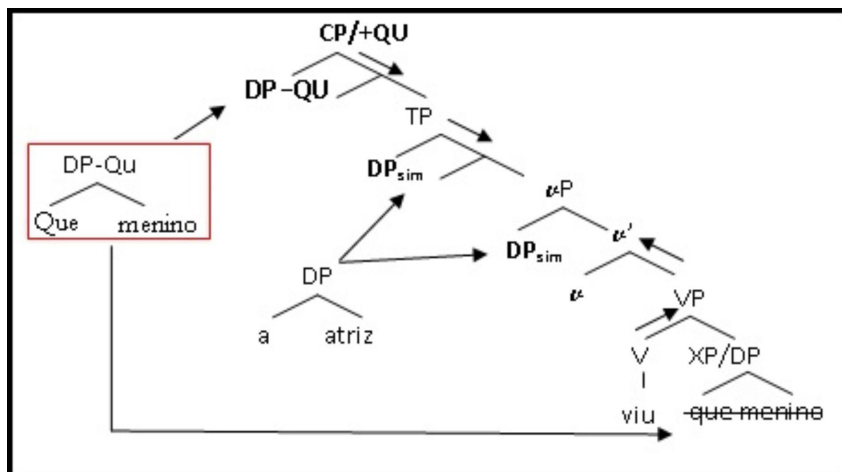 CP/+QU
DP-QU
TP
DP-Qu
DPsim
νP
Que menino
DPsim ν'
DP
ν VP
a atriz
V XP/DP
viu que menino